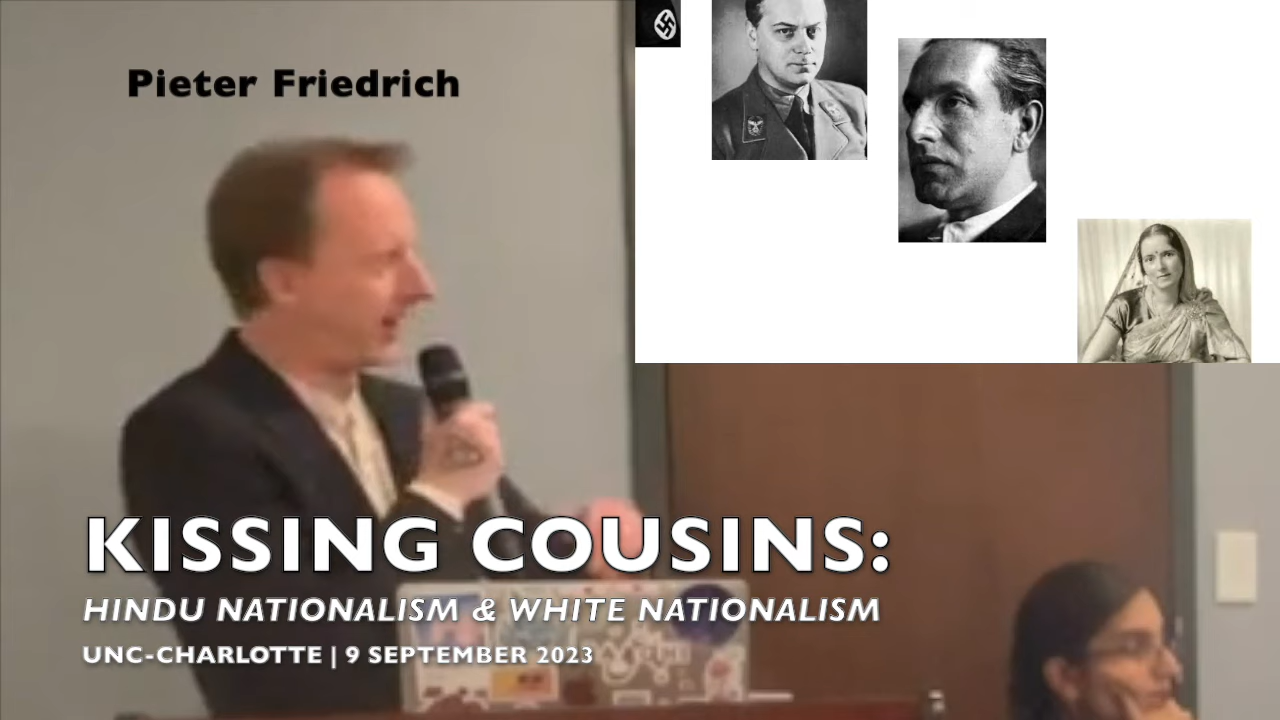 Pieter Friedrich
KISSING COUSINS:
HINDU NATIONALISM & WHITE NATIONALISM
UNC-CHARLOTTE | 9 SEPTEMBER 2023